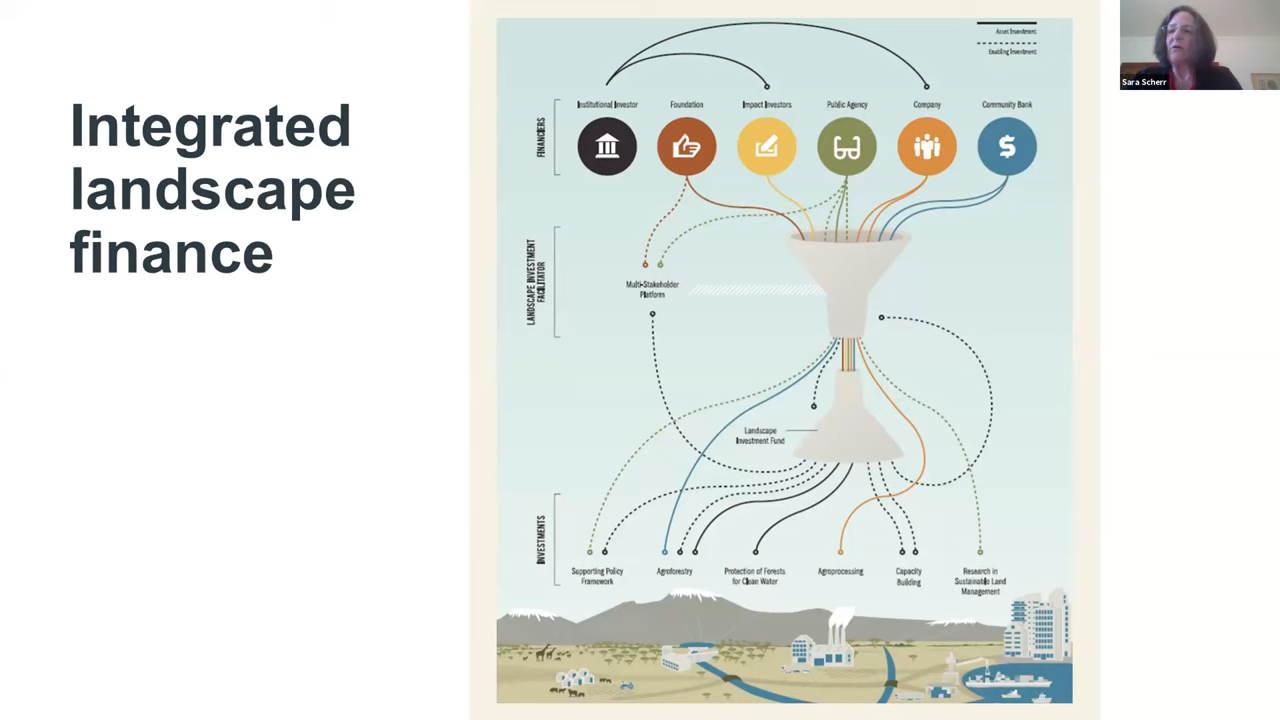 Integrated
landscape
finance
Asset Investment
Enabling Investment
Institutional Investor
Foundation
Impact Investors
Public Agency
Company
Community Bank
FINANCIERS
$
LANDSCAPE INVESTMENT
FACILITATOR
Multi-Stakeholder
Platform
Landscape
Investment Fund
INVESTMENTS
Supporting Policy
Framework
Agroforestry
Protection of Forests
for Clean Water
Agroprocessing
Capacity
Building
Research in
Sustainable Land
Management
Sara Scherr